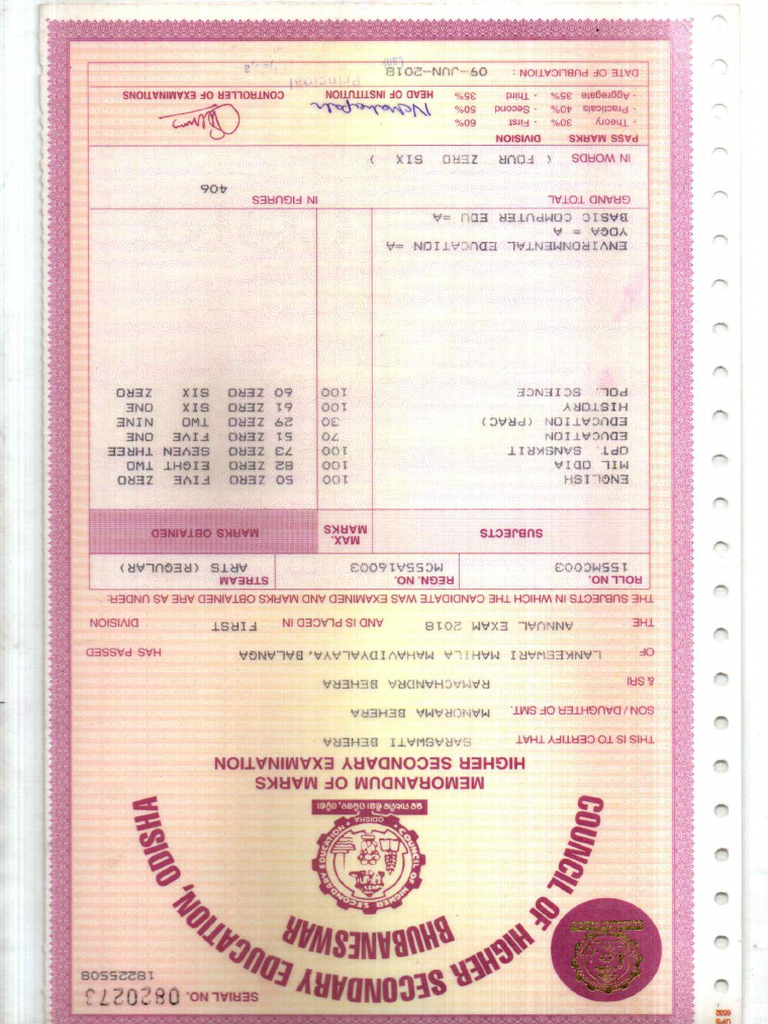 SERIAL NO. 0820273
18225508
COUNCIL OF HIGHER SECONDARY EDUCATION, ODISHA
BHUBANESWAR
COUNCIL OF HIGHER SECONDARY EDUCATION
ODISHA
MEMORANDUM OF MARKS
HIGHER SECONDARY EXAMINATION
THIS IS TO CERTIFY THAT SARASWATI BEHERA
SON / DAUGHTER OF SMT. MANORAMA BEHERA
& SRI RAMACHANDRA BEHERA
OF LANKESWARI MAHILA MAHAVIDYALAYA, BALANGA HAS PASSED
THE ANNUAL EXAM 2018 AND IS PLACED IN FIRST DIVISION
THE SUBJECTS IN WHICH THE CANDIDATE WAS EXAMINED AND MARKS OBTAINED ARE AS UNDER:
ROLL NO. REGN. NO. STREAM
155MC003 MC55A16003 ARTS (REGULAR)
SUBJECTS MAX. MARKS MARKS OBTAINED
ENGLISH 100 50 ZERO FIVE ZERO
MIL ODIA 100 82 ZERO EIGHT TWO
OPT. SANSKRIT 100 73 ZERO SEVEN THREE
EDUCATION 70 51 ZERO FIVE ONE
EDUCATION (PRAC) 30 29 ZERO TWO NINE
HISTORY 100 61 ZERO SIX ONE
POL. SCIENCE 100 60 ZERO SIX ZERO
ENVIRONMENTAL EDUCATION =A
YOGA = A
BASIC COMPUTER EDU =A
GRAND TOTAL IN FIGURES 406
IN WORDS ( FOUR ZERO SIX )
PASS MARKS DIVISION
- Theory 30% - First 60%
- Practicals 40% - Second 50%
- Aggregate 35% - Third 35%
HEAD OF INSTITUTION CONTROLLER OF EXAMINATIONS
DATE OF PUBLICATION : 09-JUN-2018
Principal